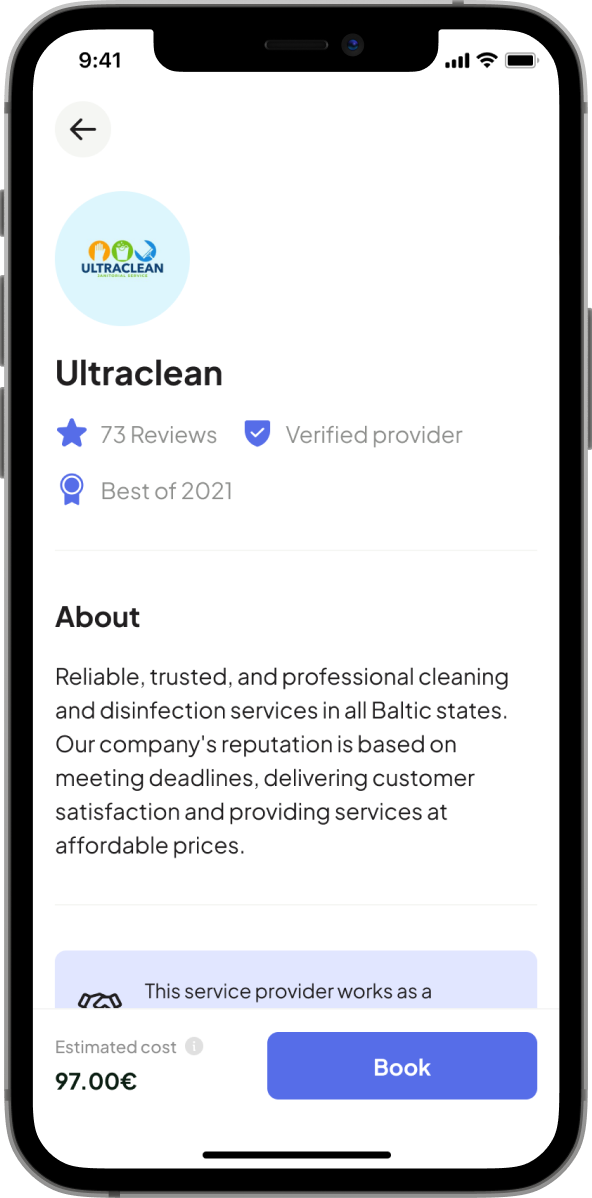 9:41
ULTRACLEAN
JANITORIAL SERVICE
Ultraclean
73 Reviews
Verified provider
Best of 2021
About
Reliable, trusted, and professional cleaning
and disinfection services in all Baltic states.
Our company's reputation is based on
meeting deadlines, delivering customer
satisfaction and providing services at
affordable prices.
This service provider works as a
Estimated cost i
97.00€
Book